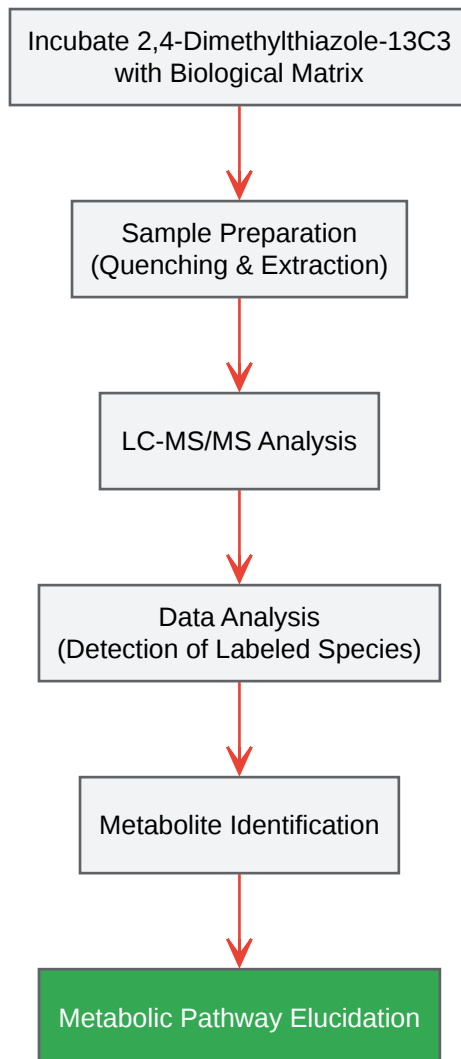 Incubate 2,4-Dimethylthiazole-13C3
with Biological Matrix
Sample Preparation
(Quenching & Extraction)
LC-MS/MS Analysis
Data Analysis
(Detection of Labeled Species)
Metabolite Identification
Metabolic Pathway Elucidation